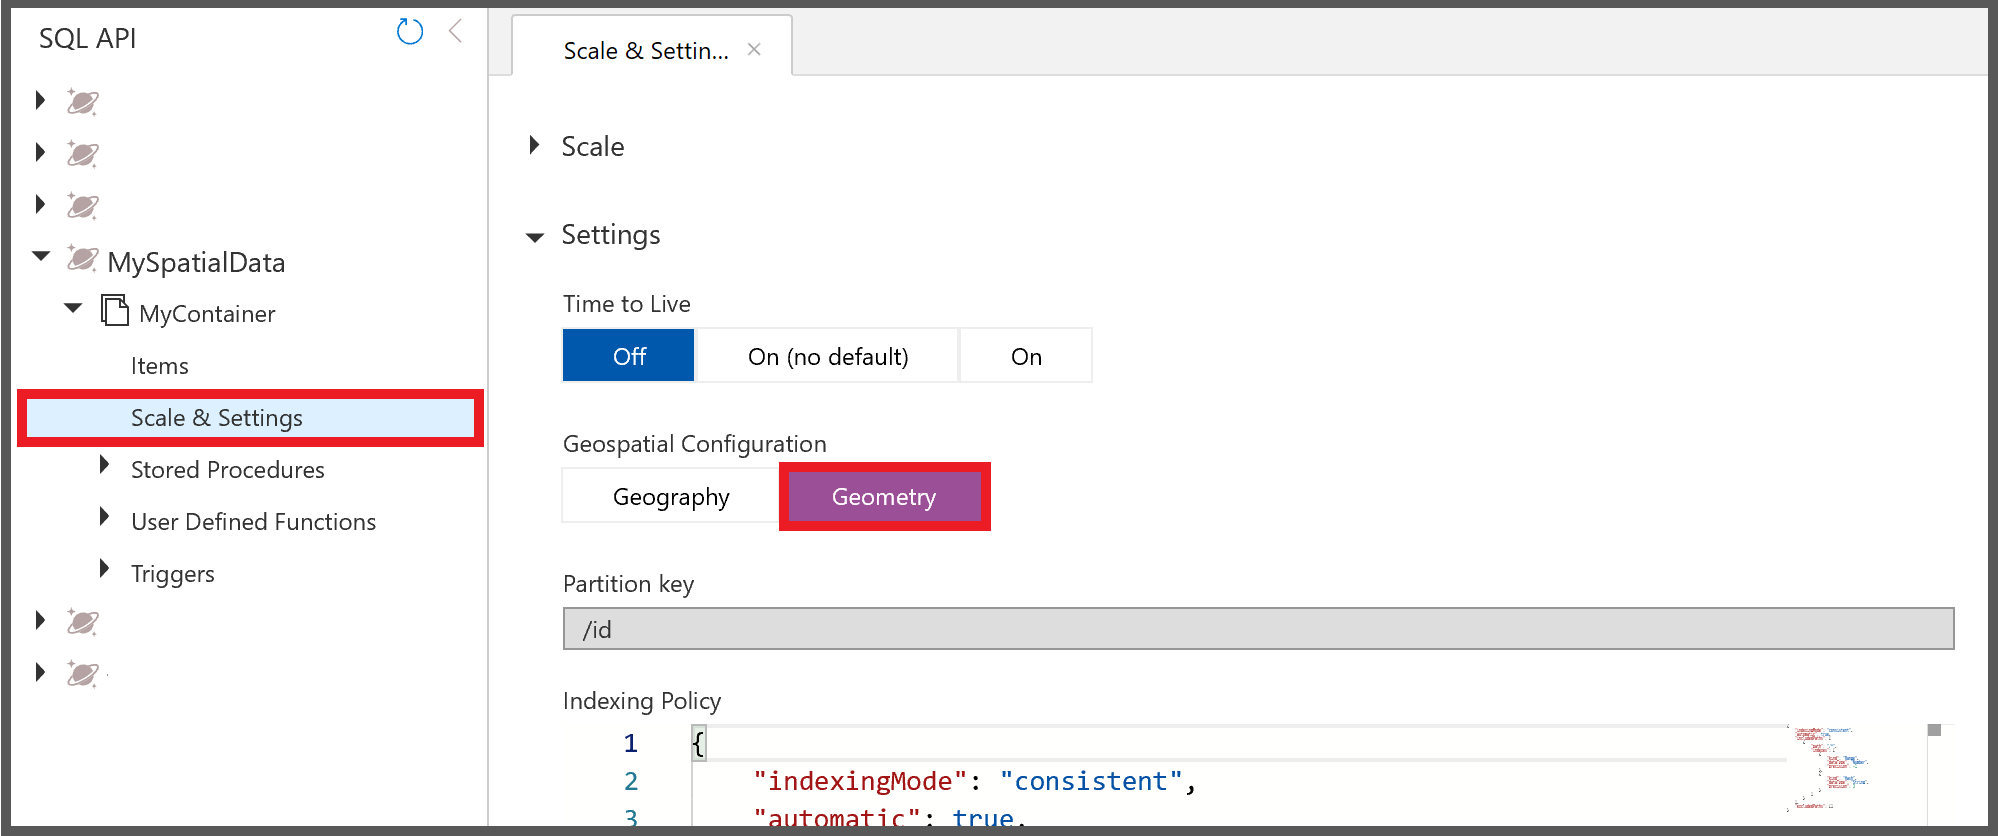 SQL API
MySpatialData
MyContainer
Items
Scale & Settings
Stored Procedures
User Defined Functions
Triggers
Scale & Settin...
Scale
Settings
Time to Live
Off On (no default) On
Geospatial Configuration
Geography Geometry
Partition key
/id
Indexing Policy
1 {
2 "indexingMode": "consistent",
3 "automatic": true,